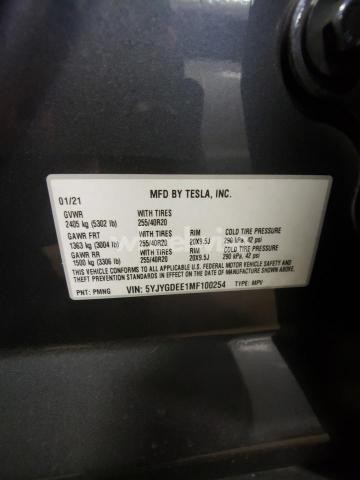 MFD BY TESLA, INC.
01/21
GVWR WITH TIRES
2405 kg (5302 lb) 255/40R20
GAWR FRT WITH TIRES RIM COLD TIRE PRESSURE
1363 kg (3004 lb) 255/40R20 20X9.5J 290 kPa, 42 psi
GAWR RR WITH TIRES RIM COLD TIRE PRESSURE
1500 kg (3306 lb) 255/40R20 20X9.5J 290 kPa, 42 psi
THIS VEHICLE CONFORMS TO ALL APPLICABLE U.S. FEDERAL MOTOR VEHICLE SAFETY AND
THEFT PREVENTION STANDARDS IN EFFECT ON THE DATE OF MANUFACTURE SHOWN ABOVE.
PNT: PMNG VIN: 5YJYGDEE1MF100254 TYPE: MPV